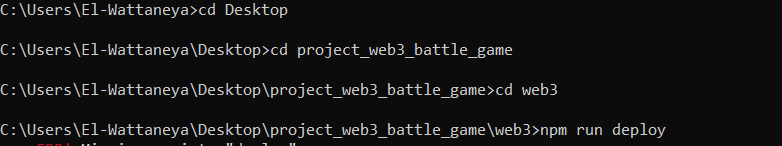 C:\Users\El-Wattaneya>cd Desktop
C:\Users\El-Wattaneya\Desktop>cd project_web3_battle_game
C:\Users\El-Wattaneya\Desktop\project_web3_battle_game>cd web3
C:\Users\El-Wattaneya\Desktop\project_web3_battle_game\web3>npm run deploy